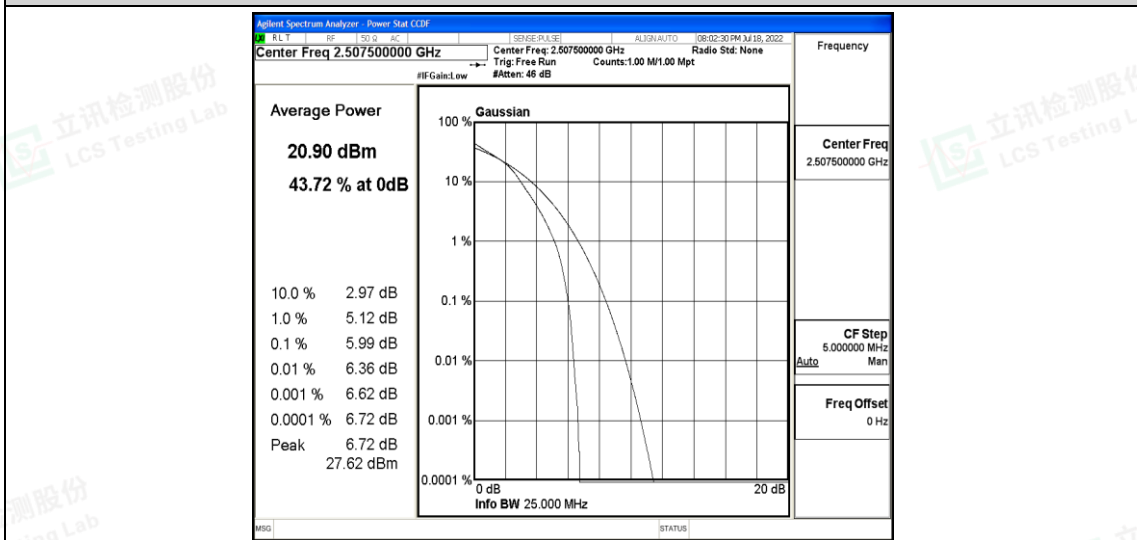 Agilent Spectrum Analyzer - Power Stat CCDF
RLT RF 50 Ω AC SENSE:PULSE ALIGNAUTO 08:02:30 PM Jul 18, 2022
Center Freq 2.507500000 GHz
Center Freq: 2.507500000 GHz Radio Std: None
Trig: Free Run Counts:1.00 M/1.00 Mpt
#IFGain:Low #Atten: 46 dB
Frequency
Average Power
20.90 dBm
43.72 % at 0dB
10.0 % 2.97 dB
1.0 % 5.12 dB
0.1 % 5.99 dB
0.01 % 6.36 dB
0.001 % 6.62 dB
0.0001 % 6.72 dB
Peak 6.72 dB
27.62 dBm
Gaussian
100 %
10 %
1 %
0.1 %
0.01 %
0.001 %
0.0001 %
0 dB 20 dB
Info BW 25.000 MHz
Center Freq
2.507500000 GHz
CF Step
5.000000 MHz
Auto Man
Freq Offset
0 Hz
MSG STATUS
立讯检测股份
LCS Testing Lab
立讯检测股份
LCS Testing L
测股份
ng Lab
立